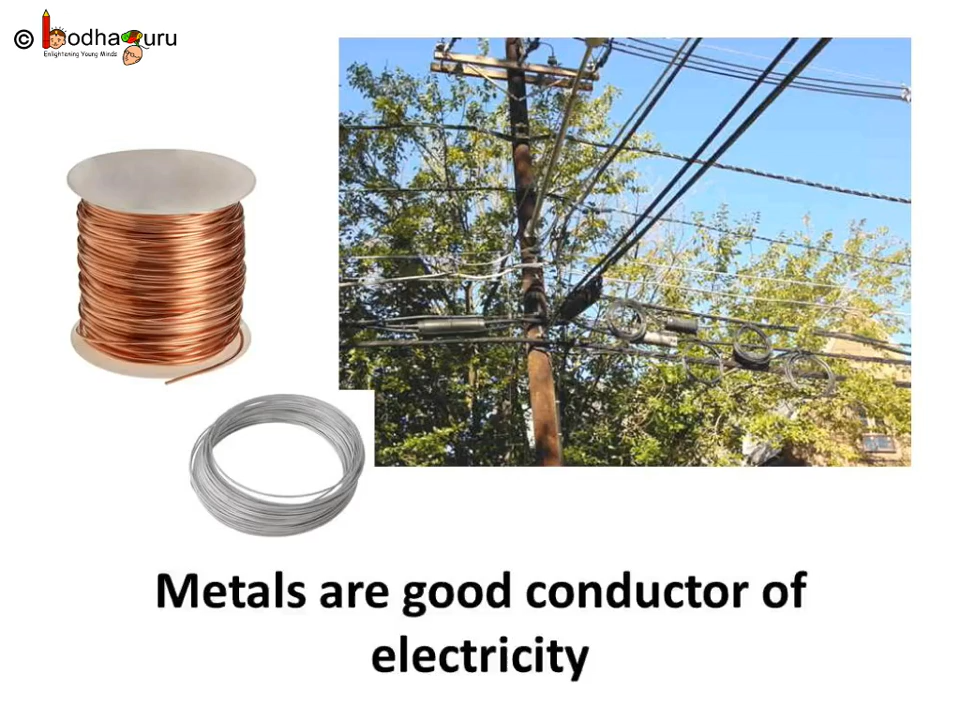 © bodhaguru
Enlightening Young Minds
Metals are good conductor of
electricity